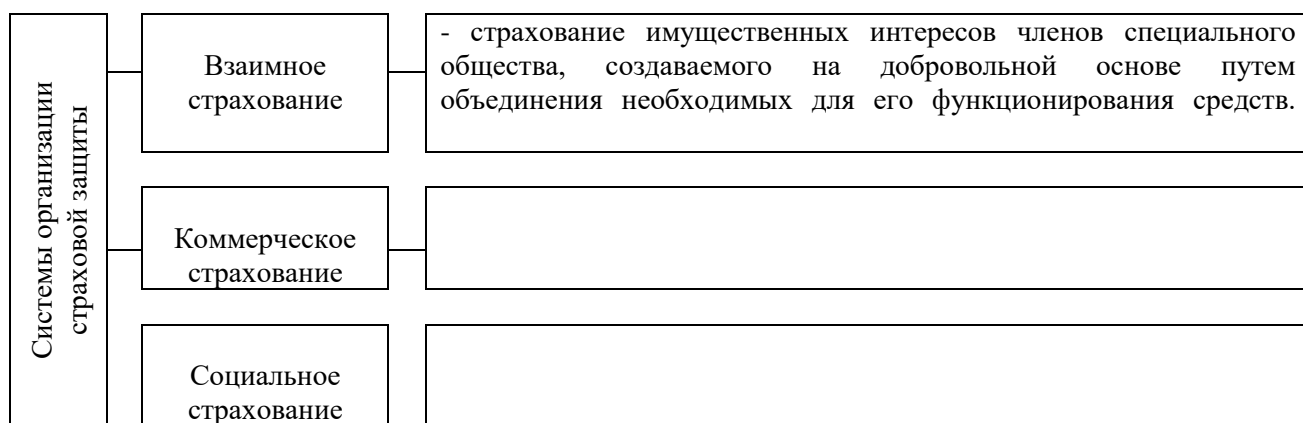 Системы организации
страховой защиты
Взаимное
страхование
- страхование имущественных интересов членов специального
общества, создаваемого на добровольной основе путем
объединения необходимых для его функционирования средств.
Коммерческое
страхование
Социальное
страхование